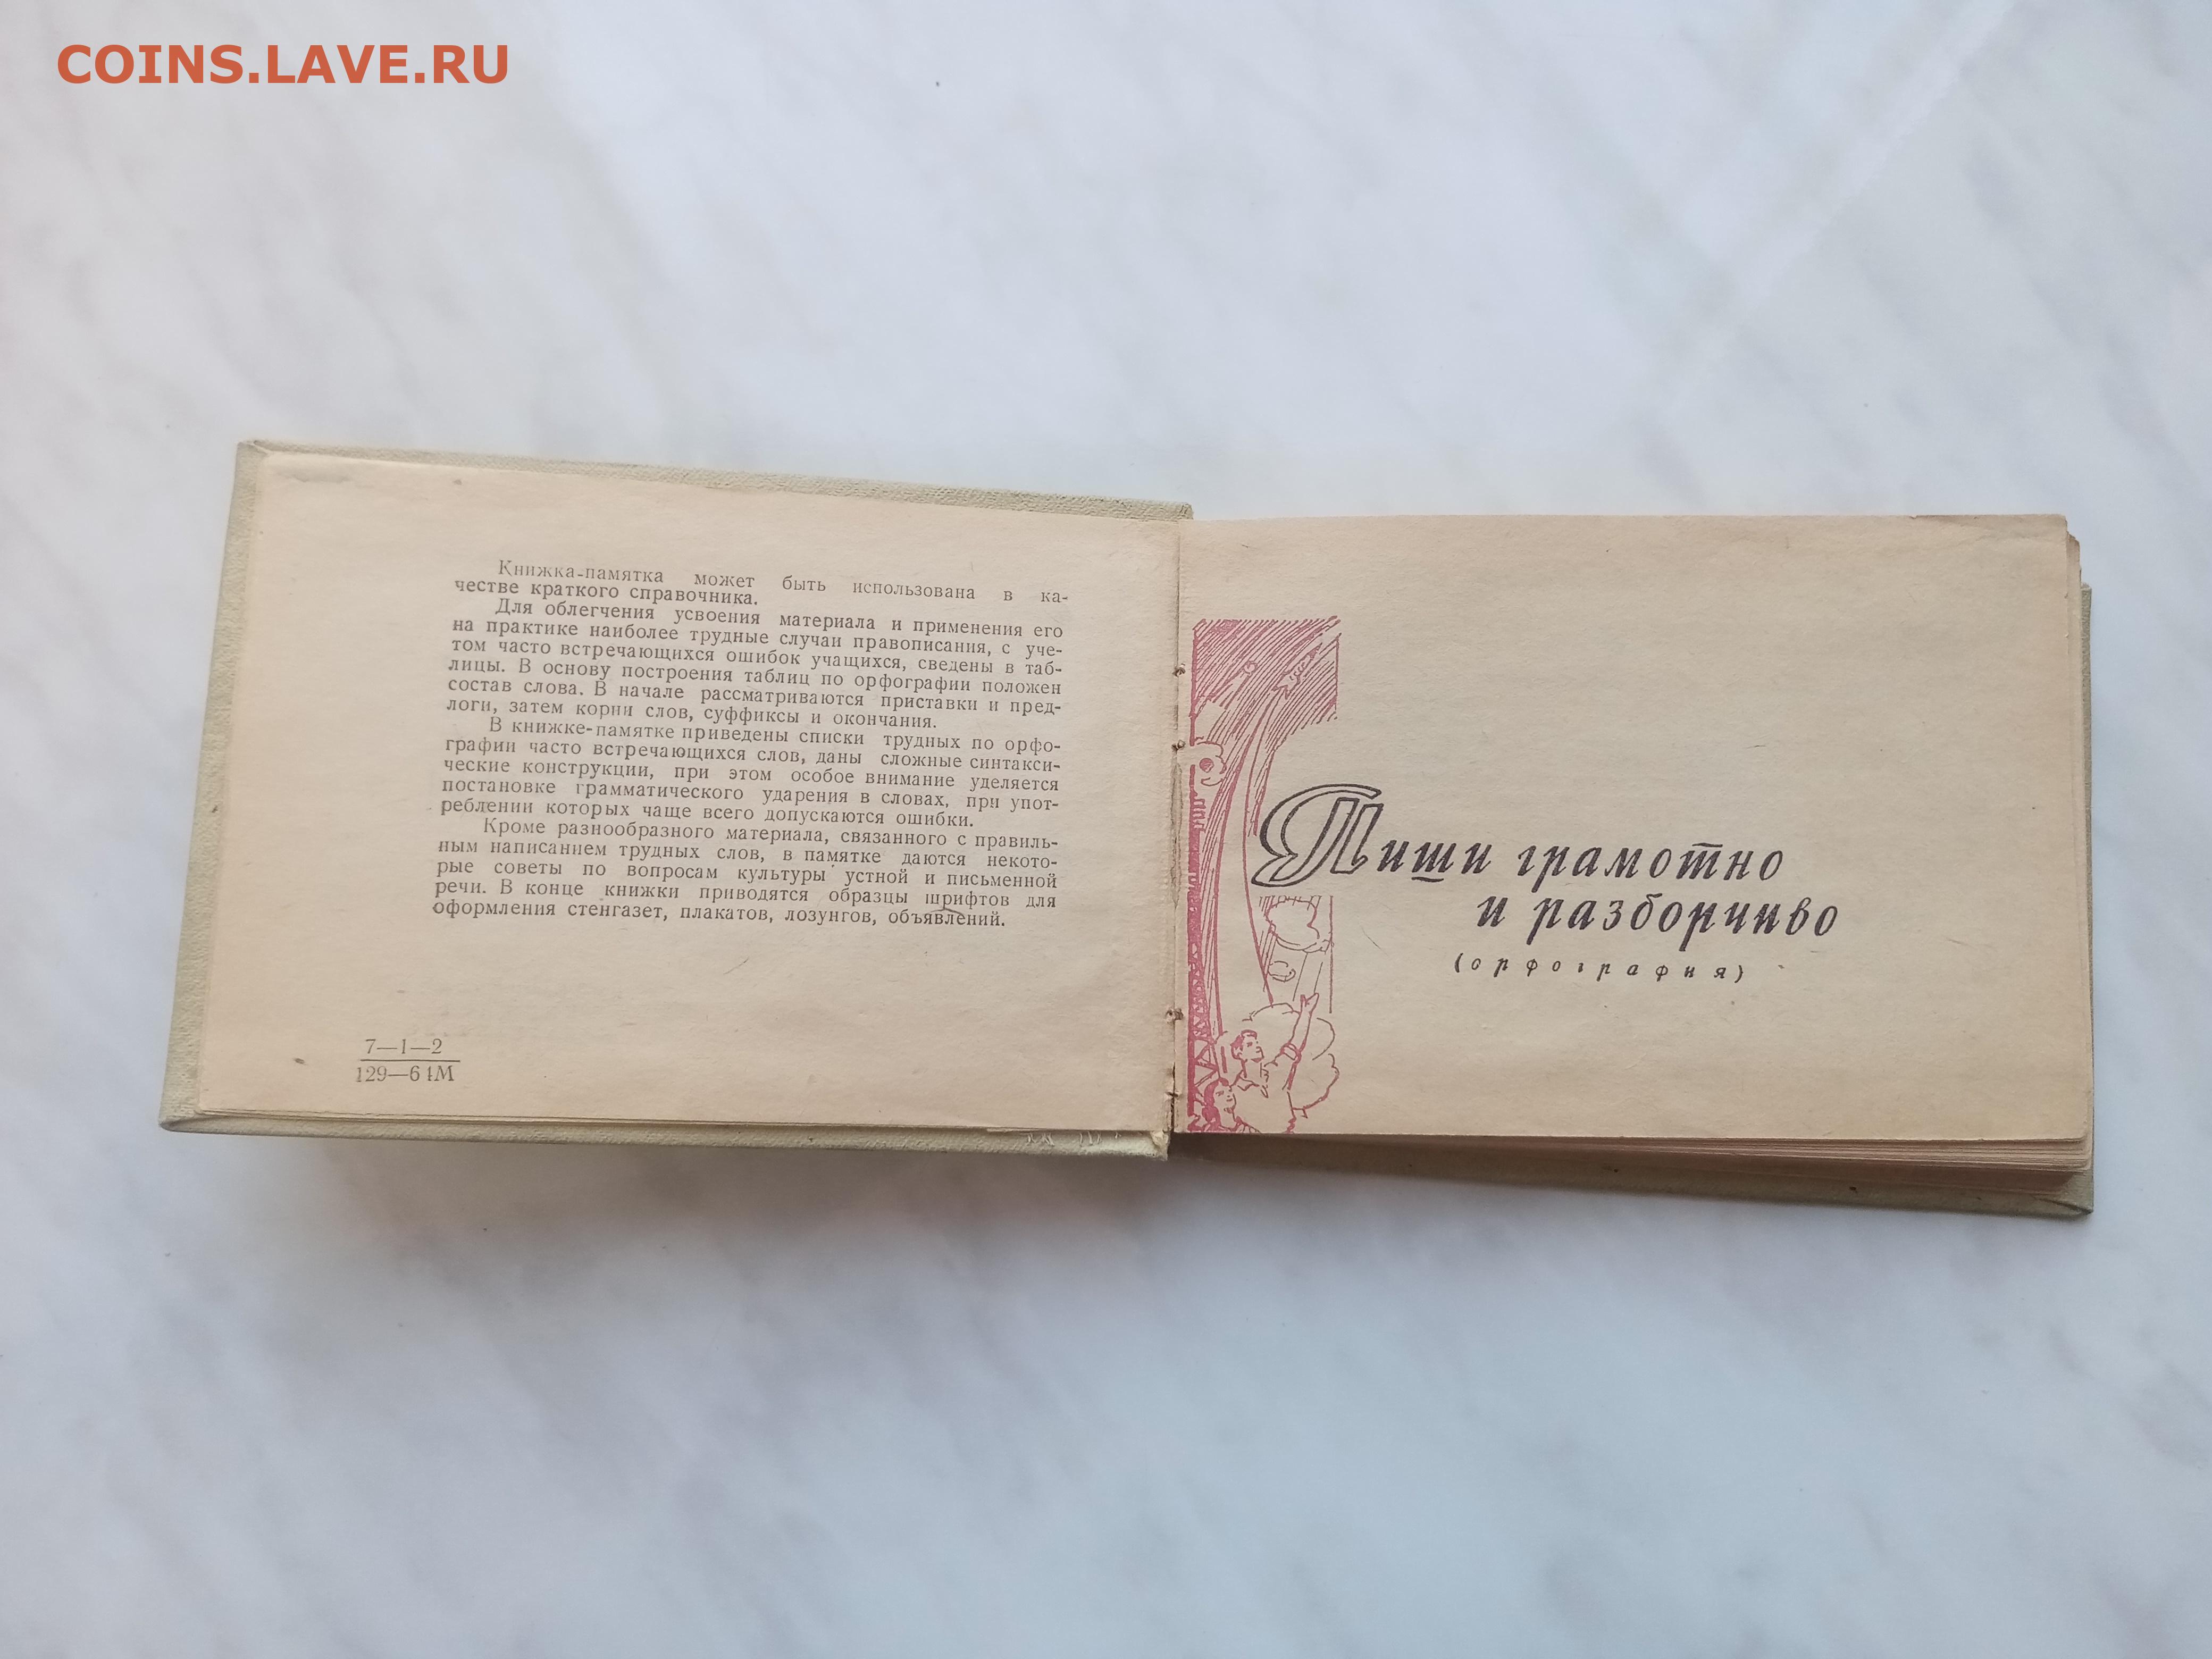 COINS.LAVE.RU
Книжка-памятка может быть использована в ка-
честве краткого справочника.
Для облегчения усвоения материала и применения его
на практике наиболее трудные случаи правописания, с уче-
том часто встречающихся ошибок учащихся, сведены в таб-
лицы. В основу построения таблиц по орфографии положен
состав слова. В начале рассматриваются приставки и пред-
логи, затем корни слов, суффиксы и окончания.
В книжке-памятке приведены списки трудных по орфо-
графии часто встречающихся слов, даны сложные синтакси-
ческие конструкции, при этом особое внимание уделяется
постановке грамматического ударения в словах, при упот-
реблении которых чаще всего допускаются ошибки.
Кроме разнообразного материала, связанного с правиль-
ным написанием трудных слов, в памятке даются некото-
рые советы по вопросам культуры устной и письменной
речи. В конце книжки приводятся образцы шрифтов для
оформления стенгазет, плакатов, лозунгов, объявлений.
7—1—2
129—64М
Пиши грамотно
и разборчиво
(орфография)